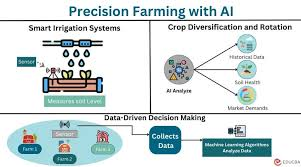 Precision Farming with AI
Smart Irrigation Systems
Sensor
Measures soil Level
Crop Diversification and Rotation
AI Analyze
Historical Data
Soil Health
Market Demands
Data-Driven Decision Making
Sensor
Farm 1
Farm 2
Farm 3
Collects
Data
Machine Learning Algorithms
Analyze Data
EDUCBA